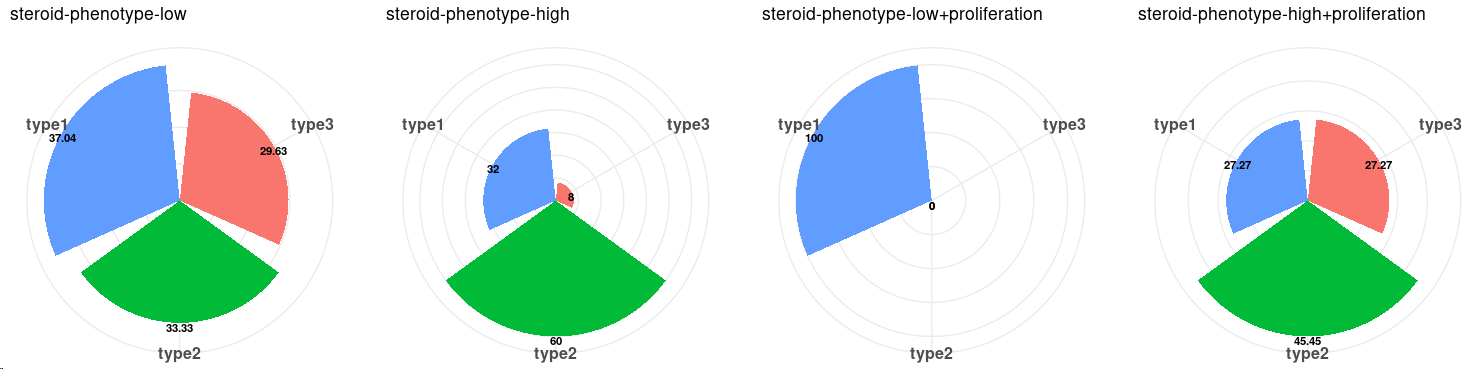 steroid-phenotype-low
type1
37.04
type3
29.63
33.33
type2
steroid-phenotype-high
type1
32
type3
8
60
type2
steroid-phenotype-low+proliferation
type1
100
type3
0
type2
steroid-phenotype-high+proliferation
type1
27.27
type3
27.27
45.45
type2